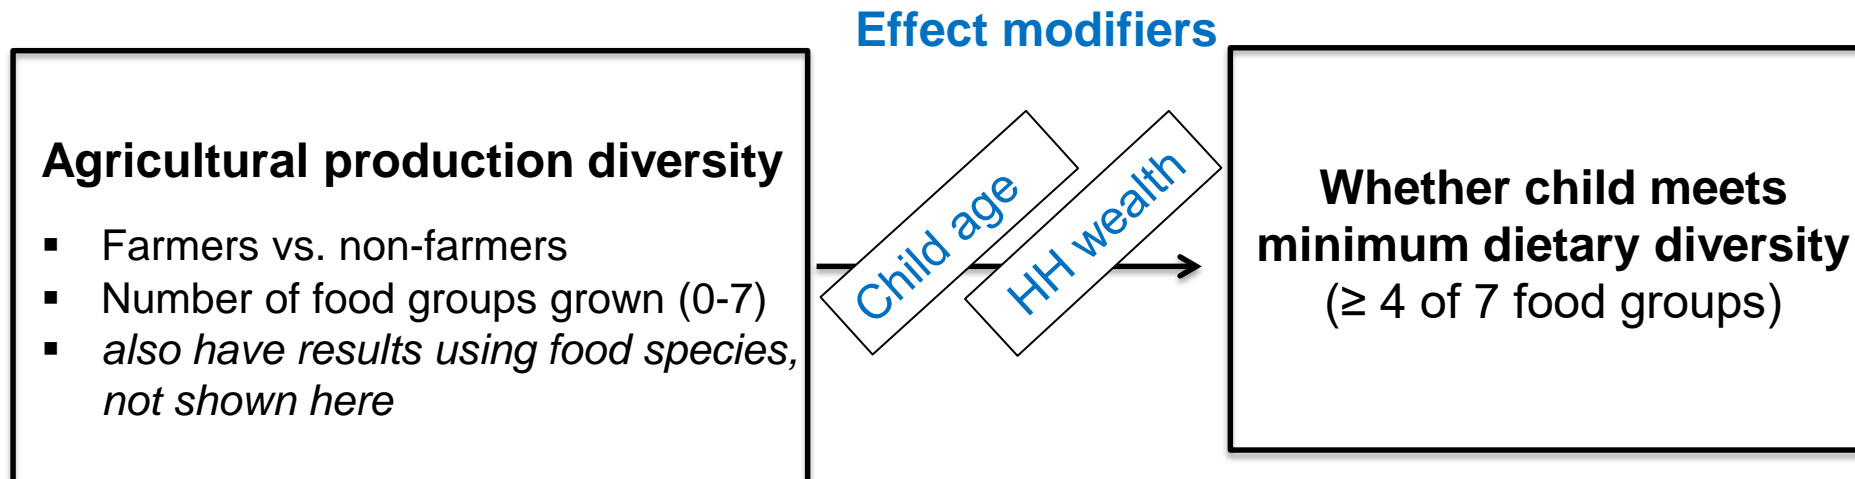 Effect modifiers
Agricultural production diversity
▪ Farmers vs. non-farmers
▪ Number of food groups grown (0-7)
▪ also have results using food species,
not shown here
Child age
HH wealth
Whether child meets
minimum dietary diversity
(≥ 4 of 7 food groups)